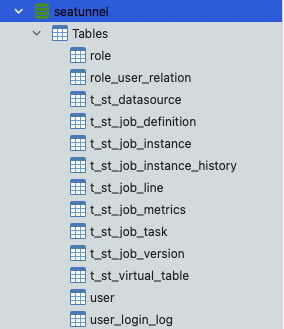 seatunnel
Tables
role
role_user_relation
t_st_datasource
t_st_job_definition
t_st_job_instance
t_st_job_instance_history
t_st_job_line
t_st_job_metrics
t_st_job_task
t_st_job_version
t_st_virtual_table
user
user_login_log